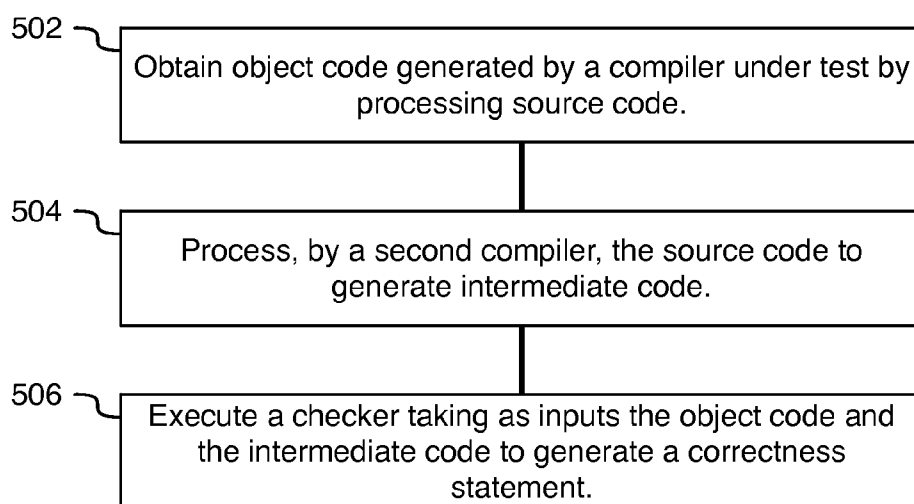 502
Obtain object code generated by a compiler under test by
processing source code.
504
Process, by a second compiler, the source code to
generate intermediate code.
506
Execute a checker taking as inputs the object code and
the intermediate code to generate a correctness
statement.